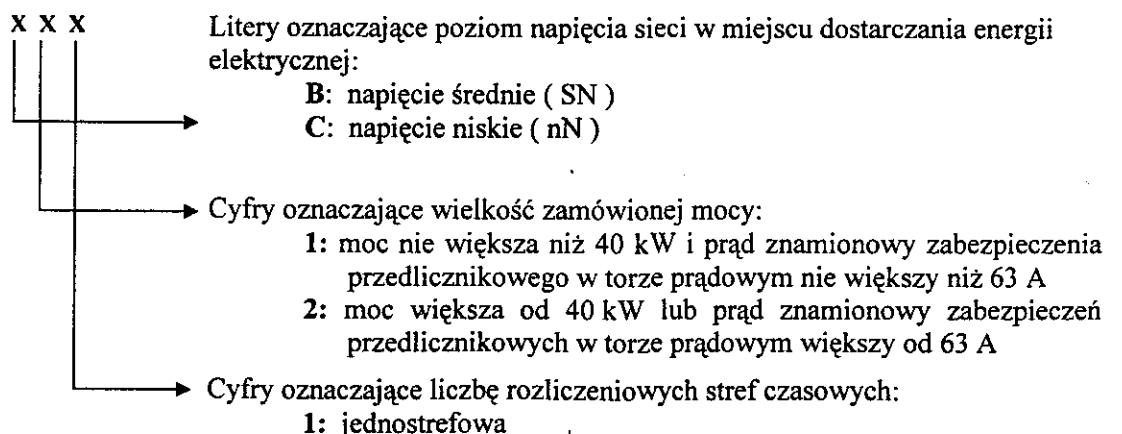 X X X Litery oznaczające poziom napięcia sieci w miejscu dostarczania energii
elektrycznej:
B: napięcie średnie ( SN )
C: napięcie niskie ( nN )
Cyfry oznaczające wielkość zamówionej mocy:
1: moc nie większa niż 40 kW i prąd znamionowy zabezpieczenia
przedlicznikowego w torze prądowym nie większy niż 63 A
2: moc większa od 40 kW lub prąd znamionowy zabezpieczeń
przedlicznikowych w torze prądowym większy od 63 A
Cyfry oznaczające liczbę rozliczeniowych stref czasowych:
1: jednostrefowa